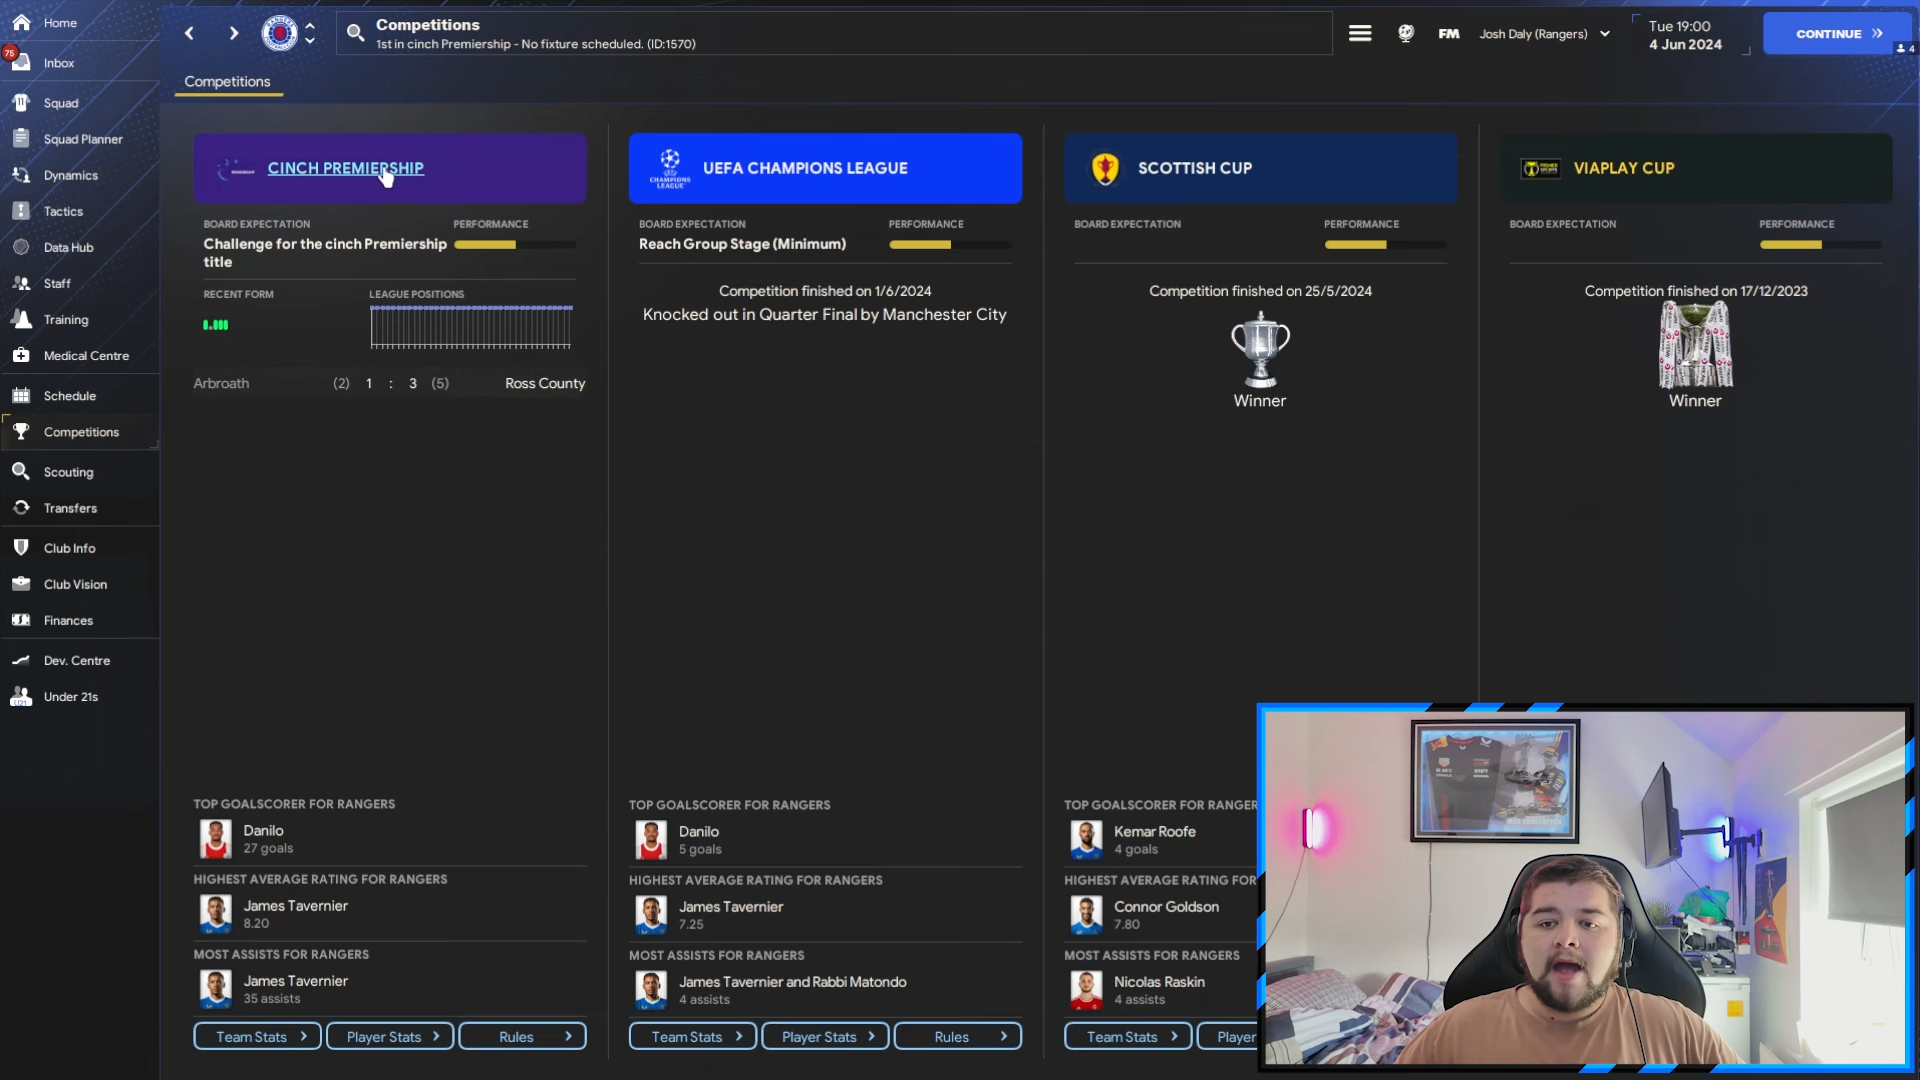 Home
75
Inbox
Squad
Squad Planner
Dynamics
Tactics
Data Hub
Staff
Training
Medical Centre
Schedule
Competitions
Scouting
Transfers
Club Info
Club Vision
Finances
Dev. Centre
U21
Under 21s
Competitions
1st in cinch Premiership - No fixture scheduled. (ID:1570)
FM
Josh Daly (Rangers)
Tue 19:00
4 Jun 2024
CONTINUE
4
Competitions
CINCH PREMIERSHIP
BOARD EXPECTATION
PERFORMANCE
Challenge for the cinch Premiership
title
RECENT FORM
LEAGUE POSITIONS
Arbroath (2) 1 : 3 (5) Ross County
TOP GOALSCORER FOR RANGERS
Danilo
27 goals
HIGHEST AVERAGE RATING FOR RANGERS
James Tavernier
8.20
MOST ASSISTS FOR RANGERS
James Tavernier
35 assists
Team Stats
Player Stats
Rules
CHAMPIONS
LEAGUE
UEFA CHAMPIONS LEAGUE
BOARD EXPECTATION
PERFORMANCE
Reach Group Stage (Minimum)
Competition finished on 1/6/2024
Knocked out in Quarter Final by Manchester City
TOP GOALSCORER FOR RANGERS
Danilo
5 goals
HIGHEST AVERAGE RATING FOR RANGERS
James Tavernier
7.25
MOST ASSISTS FOR RANGERS
James Tavernier and Rabbi Matondo
4 assists
Team Stats
Player Stats
Rules
SCOTTISH CUP
BOARD EXPECTATION
PERFORMANCE
Competition finished on 25/5/2024
Winner
TOP GOALSCORER FOR RANGER
Kemar Roofe
4 goals
HIGHEST AVERAGE RATING FOR
Connor Goldson
7.80
MOST ASSISTS FOR RANGERS
Nicolas Raskin
4 assists
Team Stats
Player
VIAPLAY CUP
BOARD EXPECTATION
PERFORMANCE
Competition finished on 17/12/2023
Winner